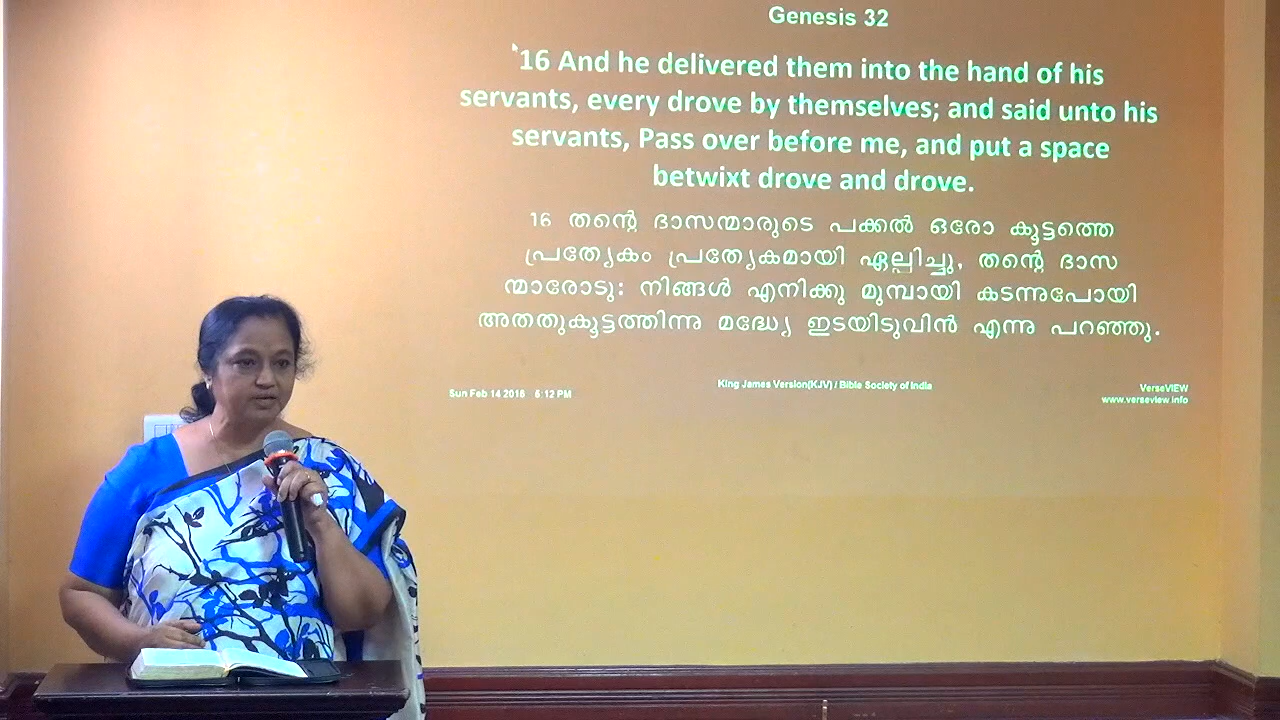 Genesis 32
16 And he delivered them into the hand of his
servants, every drove by themselves; and said unto his
servants, Pass over before me, and put a space
betwixt drove and drove.
16 തന്റെ ദാസന്മാരുടെ പക്കൽ ഒരോ കൂട്ടത്തെ
പ്രത്യേകം പ്രത്യേകമായി ഏല്പിച്ചു, തന്റെ ദാസ
ന്മാരോടു: നിങ്ങൾ എനിക്കു മുമ്പായി കടന്നുപോയി
അതതുകൂട്ടത്തിന്നു മദ്ധ്യേ ഇടയിടുവിൻ എന്നു പറഞ്ഞു.
King James Version(KJV) / Bible Society of India
Sun Feb 14 2016 6:12 PM
VerseVIEW
www.verseview.info